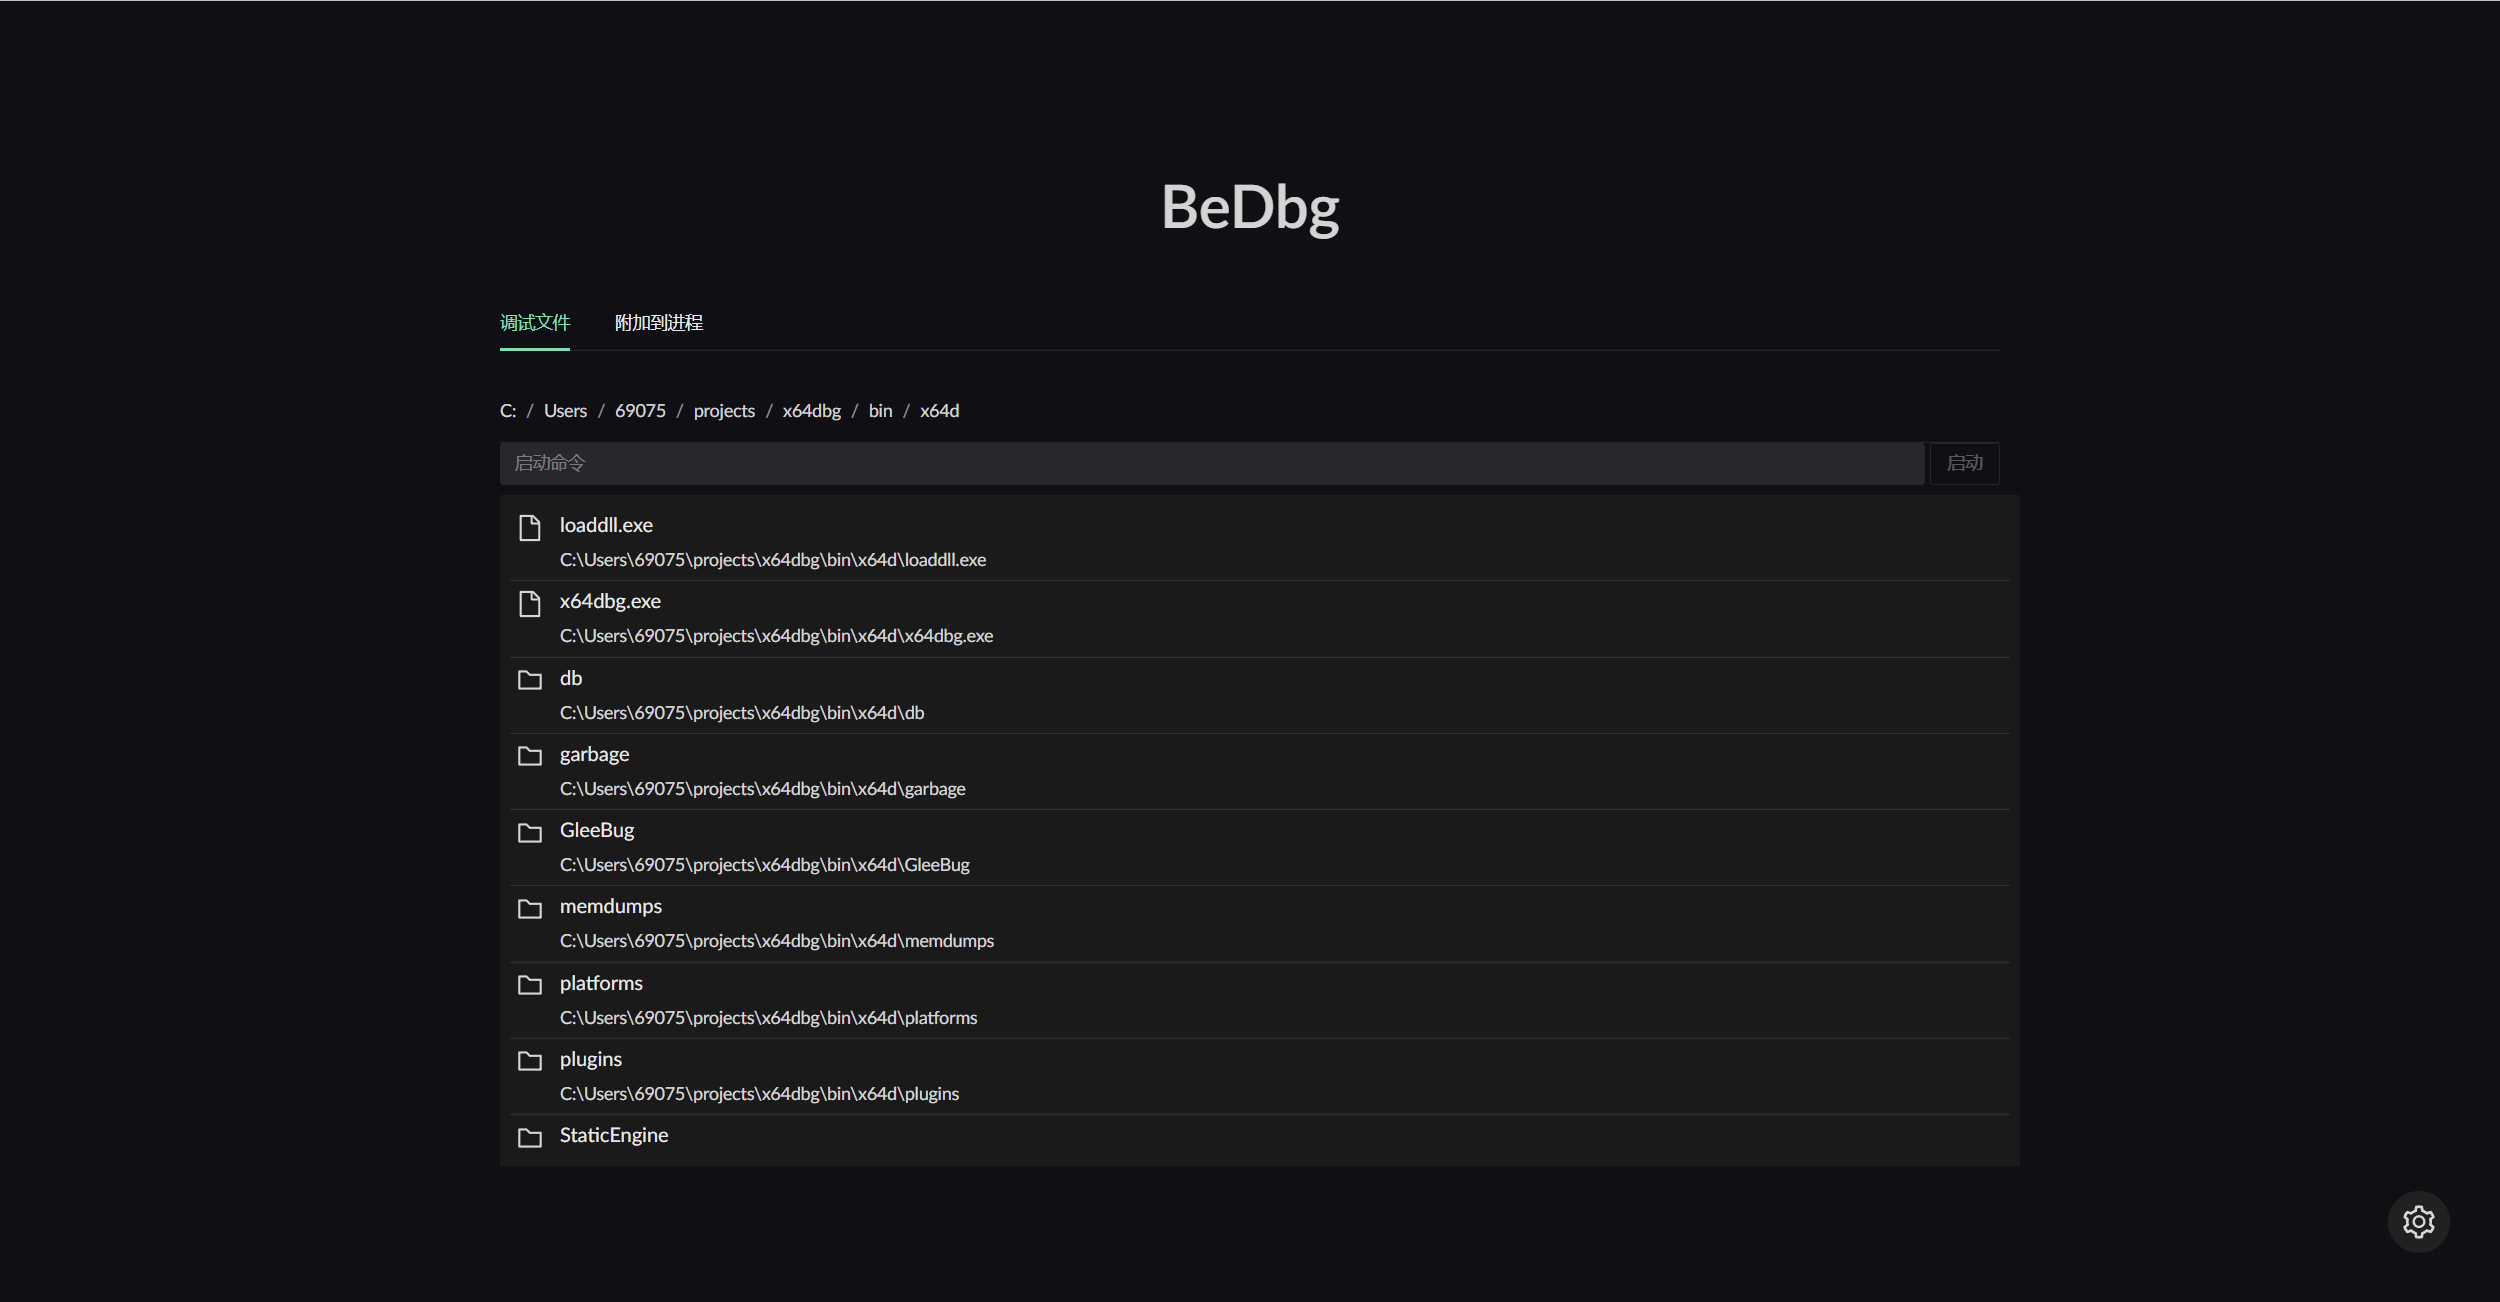 BeDbg
调试文件 附加到进程
C: / Users / 69075 / projects / x64dbg / bin / x64d
启动命令 启动
loaddll.exe
C:\Users\69075\projects\x64dbg\bin\x64d\loaddll.exe
x64dbg.exe
C:\Users\69075\projects\x64dbg\bin\x64d\x64dbg.exe
db
C:\Users\69075\projects\x64dbg\bin\x64d\db
garbage
C:\Users\69075\projects\x64dbg\bin\x64d\garbage
GleeBug
C:\Users\69075\projects\x64dbg\bin\x64d\GleeBug
memdumps
C:\Users\69075\projects\x64dbg\bin\x64d\memdumps
platforms
C:\Users\69075\projects\x64dbg\bin\x64d\platforms
plugins
C:\Users\69075\projects\x64dbg\bin\x64d\plugins
StaticEngine